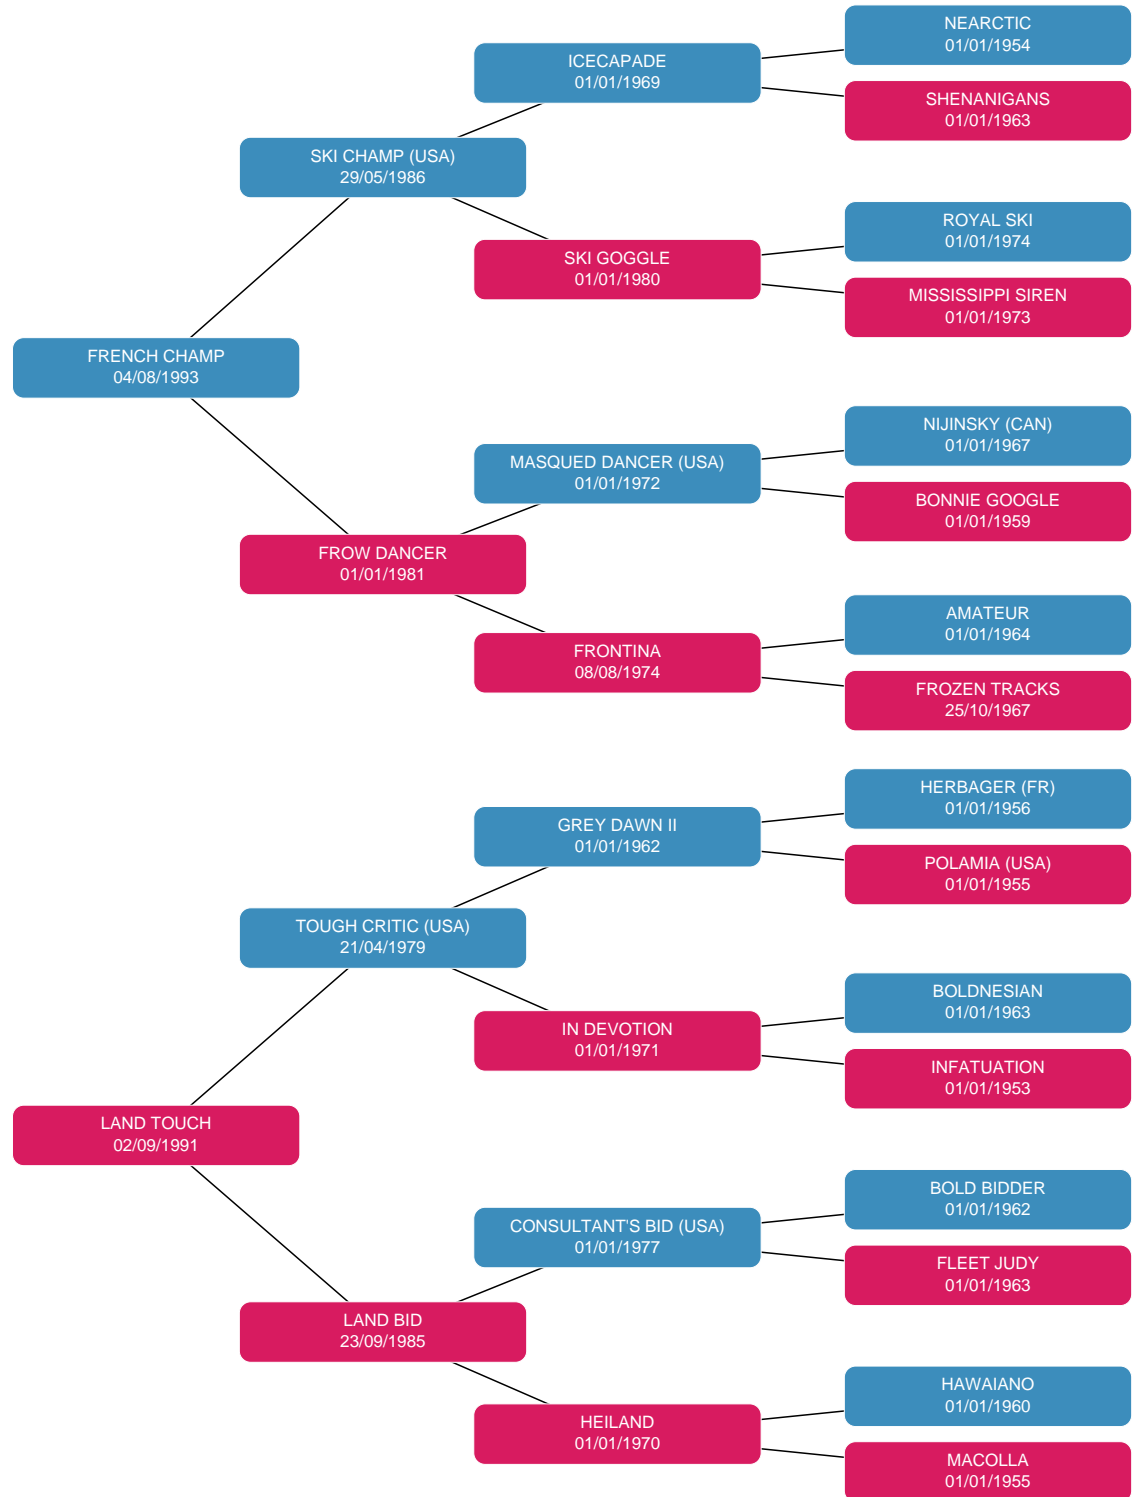 NEARCTIC
01/01/1954
ICECAPADE
01/01/1969
SHENANIGANS
01/01/1963
SKI CHAMP (USA)
29/05/1986
ROYAL SKI
01/01/1974
SKI GOGGLE
01/01/1980
MISSISSIPPI SIREN
01/01/1973
FRENCH CHAMP
04/08/1993
NIJINSKY (CAN)
01/01/1967
MASQUED DANCER (USA)
01/01/1972
BONNIE GOOGLE
01/01/1959
FROW DANCER
01/01/1981
AMATEUR
01/01/1964
FRONTINA
08/08/1974
FROZEN TRACKS
25/10/1967
HERBAGER (FR)
01/01/1956
GREY DAWN II
01/01/1962
POLAMIA (USA)
01/01/1955
TOUGH CRITIC (USA)
21/04/1979
BOLDNESIAN
01/01/1963
IN DEVOTION
01/01/1971
INFATUATION
01/01/1953
LAND TOUCH
02/09/1991
BOLD BIDDER
01/01/1962
CONSULTANT'S BID (USA)
01/01/1977
FLEET JUDY
01/01/1963
LAND BID
23/09/1985
HAWAIANO
01/01/1960
HEILAND
01/01/1970
MACOLLA
01/01/1955